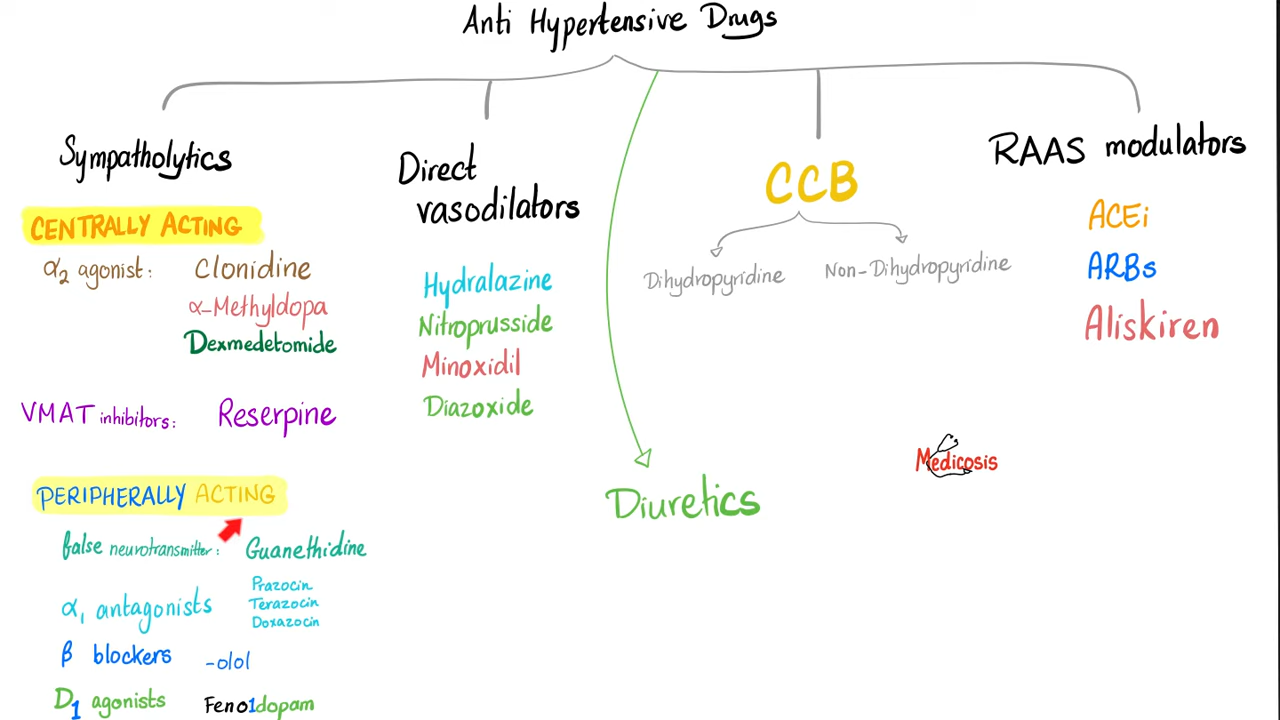 Anti Hypertensive Drugs
Sympatholytics
CENTRALLY ACTING
α2 agonist: Clonidine
α-Methyldopa
Dexmedetomide
VMAT inhibitors: Reserpine
PERIPHERALLY ACTING
false neurotransmitter: Guanethidine
α1 antagonists
Prazocin
Terazocin
Doxazocin
β blockers -olol
D1 agonists Feno1dopam
Direct
vasodilators
Hydralazine
Nitroprusside
Minoxidil
Diazoxide
Diuretics
CCB
Dihydropyridine
Non-Dihydropyridine
RAAS modulators
ACEi
ARBs
Aliskiren
Medicosis